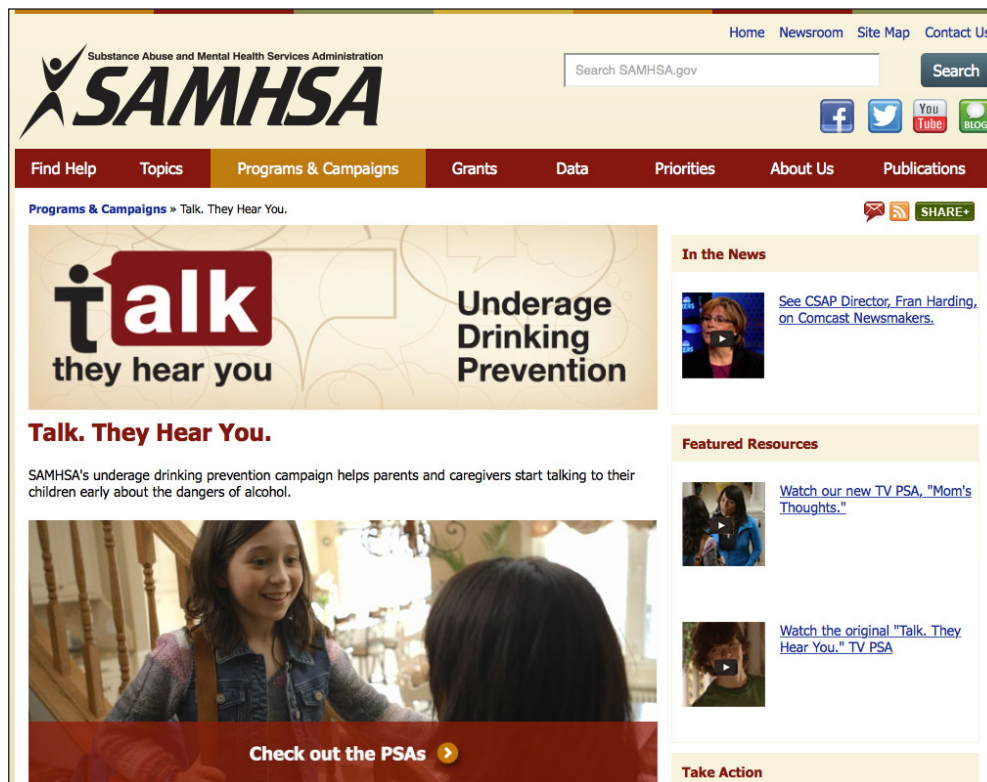 Home Newsroom Site Map Contact Us
Substance Abuse and Mental Health Services Administration
SAMHSA
Search SAMHSA.gov
Search
You
Tube
BLOG
Find Help Topics Programs & Campaigns Grants Data Priorities About Us Publications
Programs & Campaigns » Talk. They Hear You.
SHARE+
talk
they hear you
Underage
Drinking
Prevention
Talk. They Hear You.
SAMHSA's underage drinking prevention campaign helps parents and caregivers start talking to their
children early about the dangers of alcohol.
Check out the PSAs
In the News
See CSAP Director, Fran Harding,
on Comcast Newsmakers.
Featured Resources
Watch our new TV PSA, "Mom's
Thoughts."
Watch the original "Talk. They
Hear You." TV PSA
Take Action